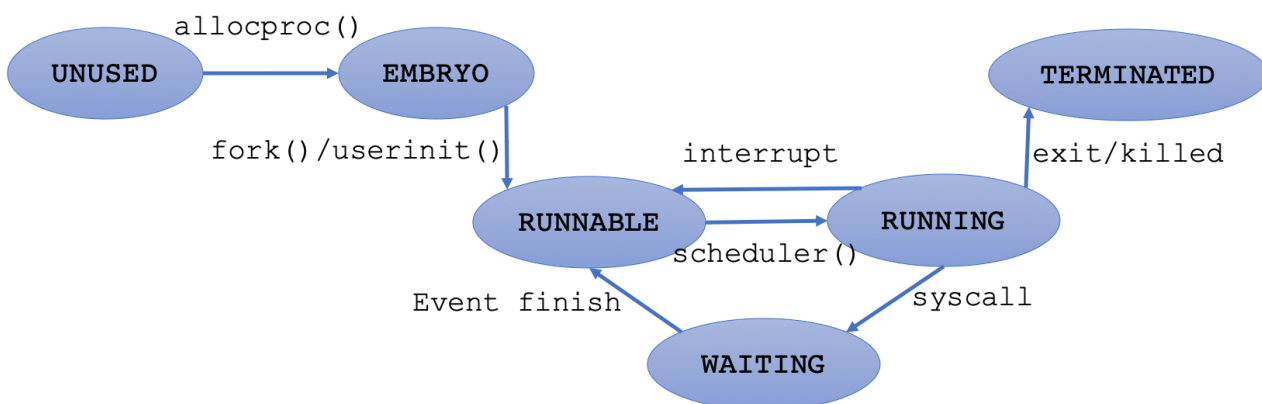 allocproc()
UNUSED
EMBRYO
TERMINATED
fork()/userinit()
interrupt
exit/killed
RUNNABLE
RUNNING
scheduler()
Event finish
syscall
WAITING